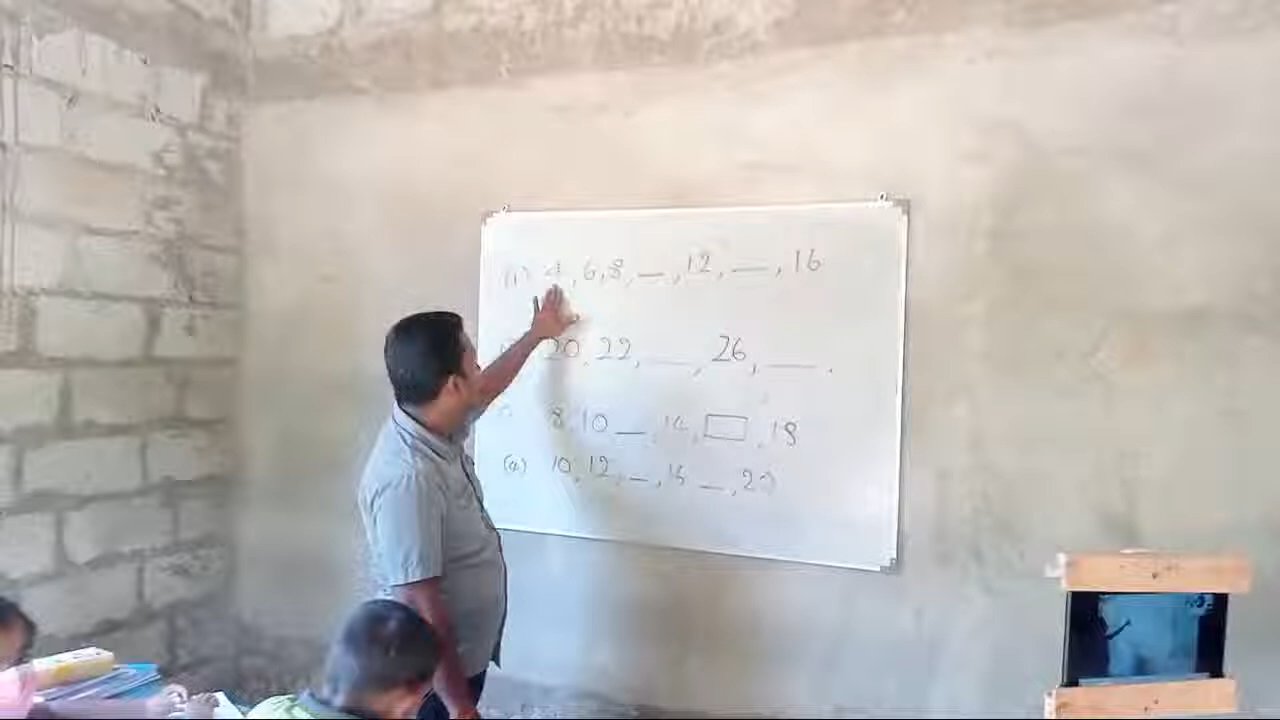 (1) 4, 6, 8, __, 12, __, 16
20, 22, __, 26, __.
8, 10 __, 14, □, 18
(4) 10, 12, __, 16 __, 20